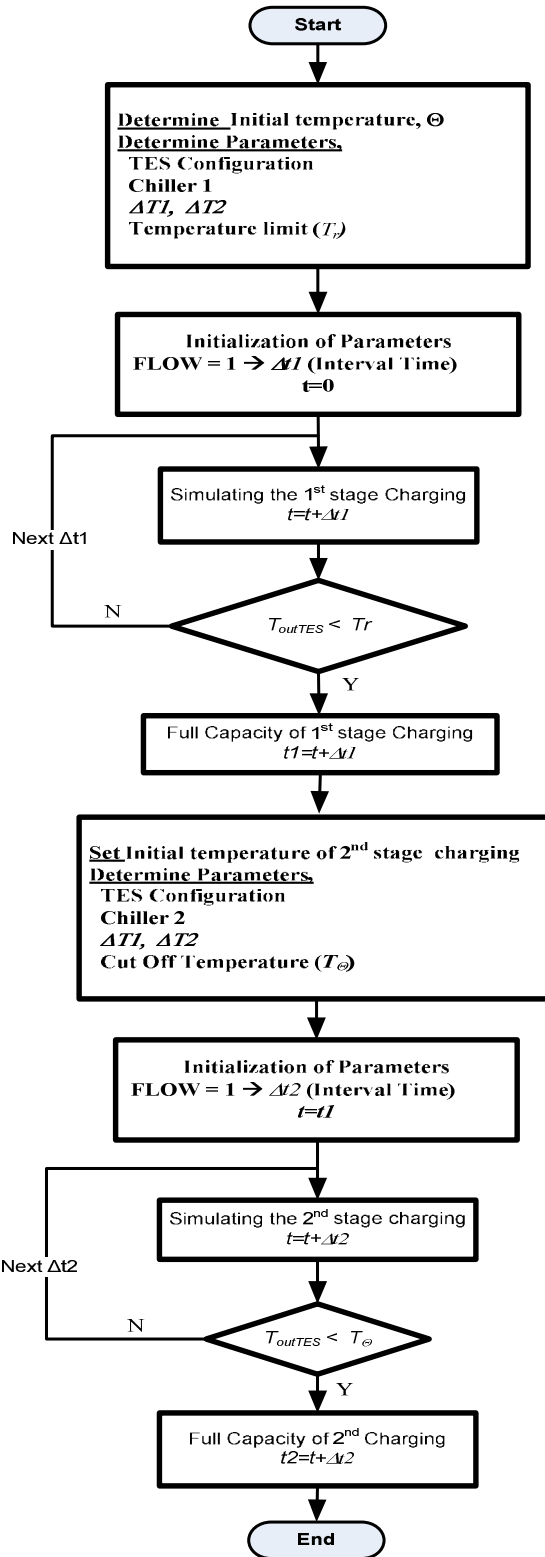 Start
Determine Initial temperature, Θ
Determine Parameters,
TES Configuration
Chiller 1
ΔT1, ΔT2
Temperature limit (Tr)
Initialization of Parameters
FLOW = 1 → Δt1 (Interval Time)
t=0
Simulating the 1st stage Charging
t=t+Δt1
Next Δt1
N
ToutTES < Tr
Y
Full Capacity of 1st stage Charging
t1=t+Δt1
Set Initial temperature of 2nd stage charging
Determine Parameters,
TES Configuration
Chiller 2
ΔT1, ΔT2
Cut Off Temperature (TΘ)
Initialization of Parameters
FLOW = 1 → Δt2 (Interval Time)
t=t1
Simulating the 2nd stage charging
t=t+Δt2
Next Δt2
N
ToutTES < TΘ
Y
Full Capacity of 2nd Charging
t2=t+Δt2
End